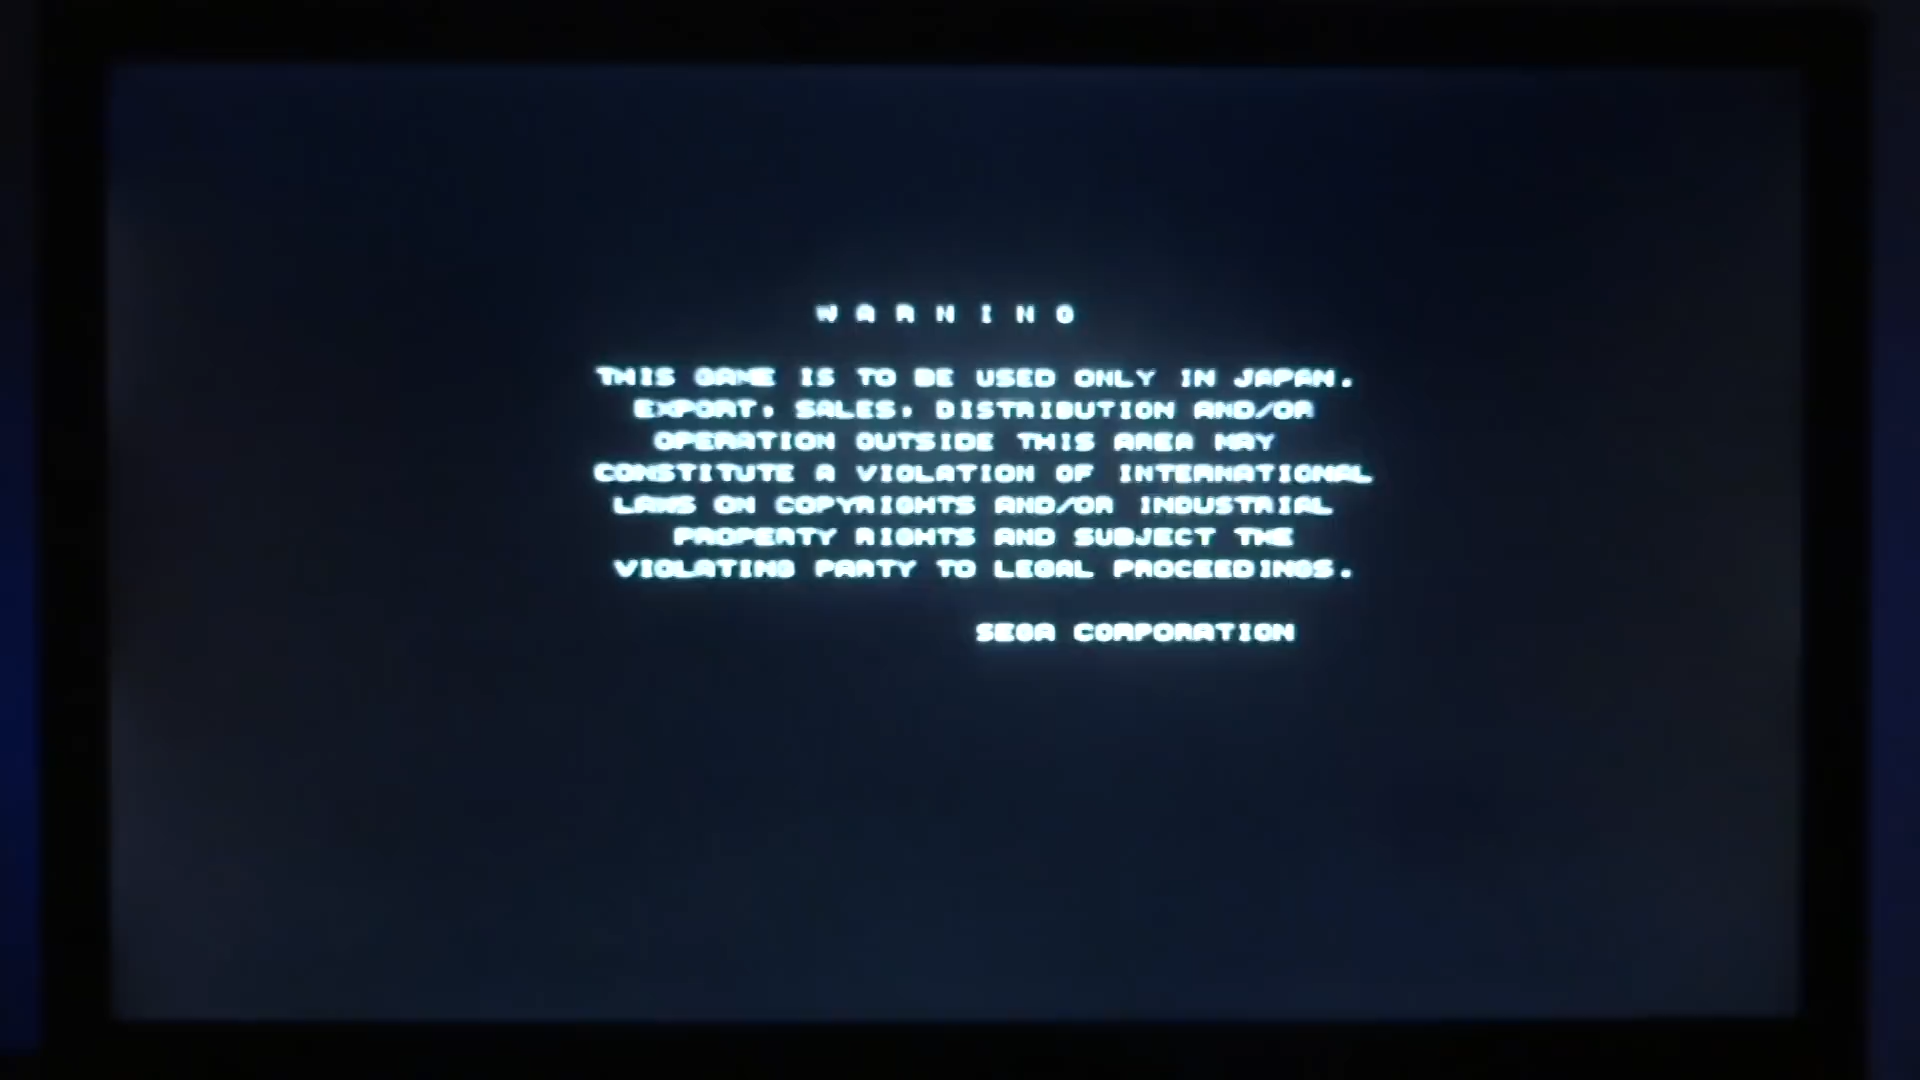 W A R N I N G
THIS GAME IS TO BE USED ONLY IN JAPAN.
EXPORT, SALES, DISTRIBUTION AND/OR
OPERATION OUTSIDE THIS AREA MAY
CONSTITUTE A VIOLATION OF INTERNATIONAL
LAWS ON COPYRIGHTS AND/OR INDUSTRIAL
PROPERTY RIGHTS AND SUBJECT THE
VIOLATING PARTY TO LEGAL PROCEEDINGS.
SEGA CORPORATION